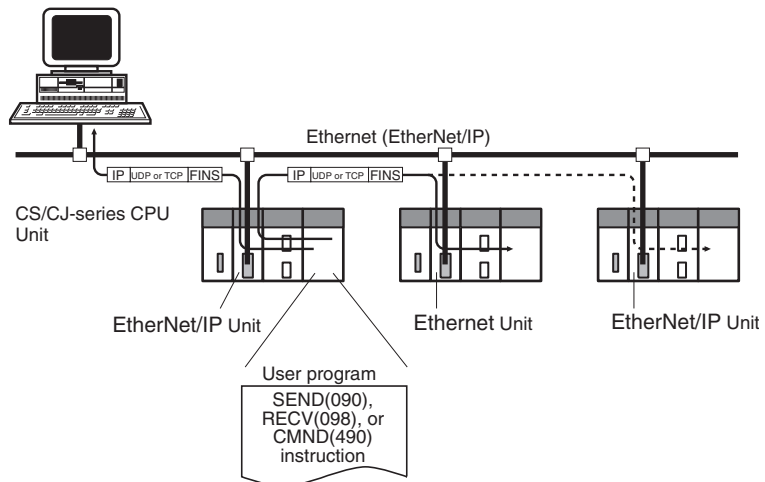 Ethernet (EtherNet/IP)
IP UDP or TCP FINS
IP UDP or TCP FINS
CS/CJ-series CPU
Unit
EtherNet/IP Unit
Ethernet Unit
EtherNet/IP Unit
User program
SEND(090),
RECV(098), or
CMND(490)
instruction